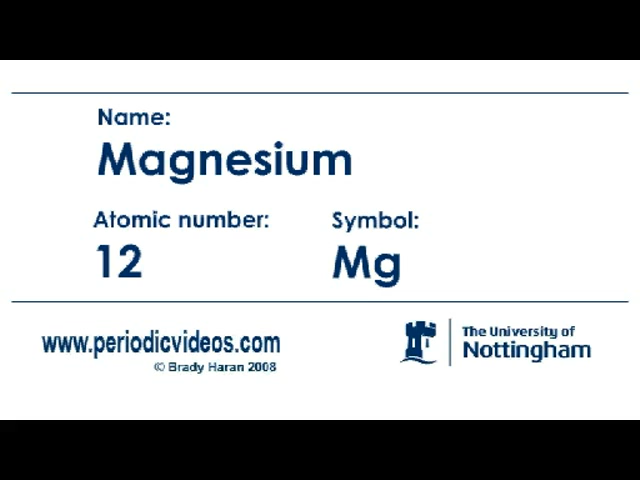 Name:
Magnesium
Atomic number:
12
Symbol:
Mg
www.periodicvideos.com
© Brady Haran 2008
The University of
Nottingham